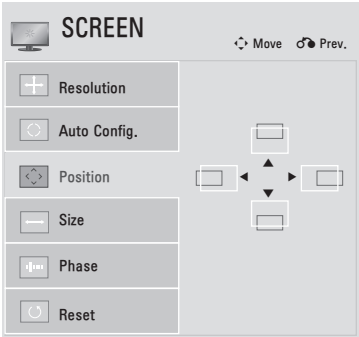 SCREEN
Move Prev.
Resolution
Auto Config.
Position
Size
Phase
Reset